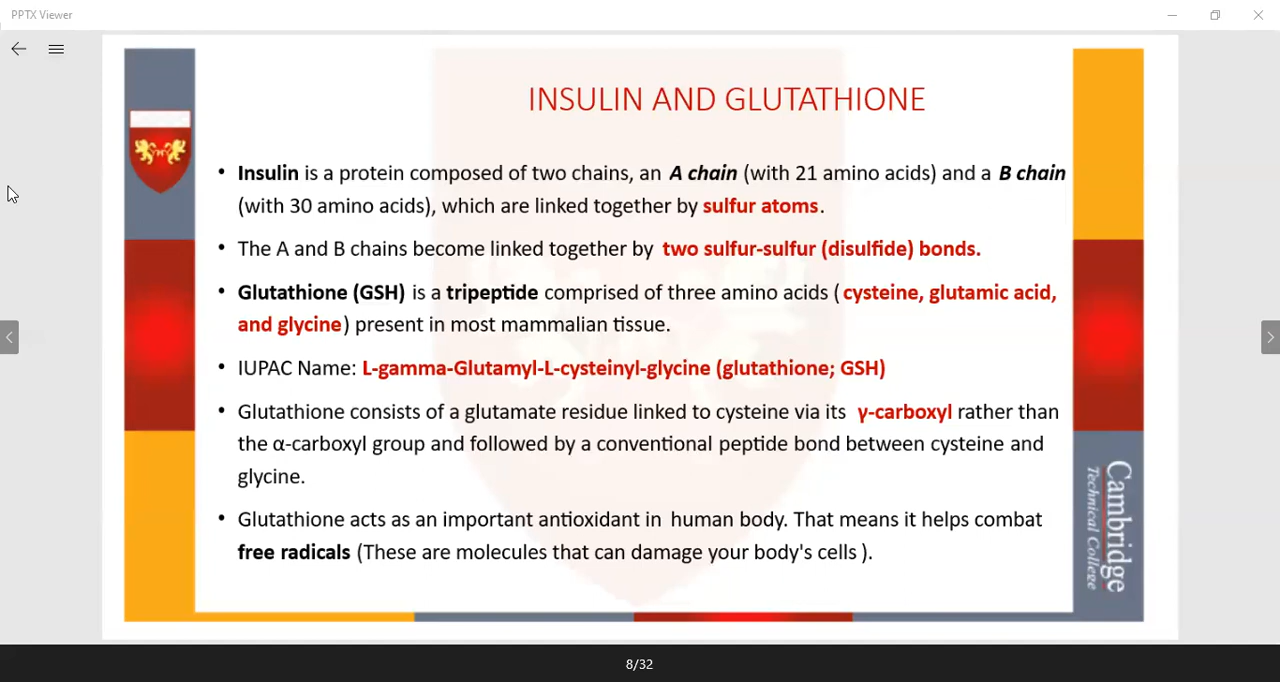 PPTX Viewer
INSULIN AND GLUTATHIONE
• Insulin is a protein composed of two chains, an A chain (with 21 amino acids) and a B chain
(with 30 amino acids), which are linked together by sulfur atoms.
• The A and B chains become linked together by two sulfur-sulfur (disulfide) bonds.
• Glutathione (GSH) is a tripeptide comprised of three amino acids ( cysteine, glutamic acid,
and glycine) present in most mammalian tissue.
• IUPAC Name: L-gamma-Glutamyl-L-cysteinyl-glycine (glutathione; GSH)
• Glutathione consists of a glutamate residue linked to cysteine via its γ-carboxyl rather than
the α-carboxyl group and followed by a conventional peptide bond between cysteine and
glycine.
• Glutathione acts as an important antioxidant in human body. That means it helps combat
free radicals (These are molecules that can damage your body's cells ).
Cambridge
Technical College
8/32